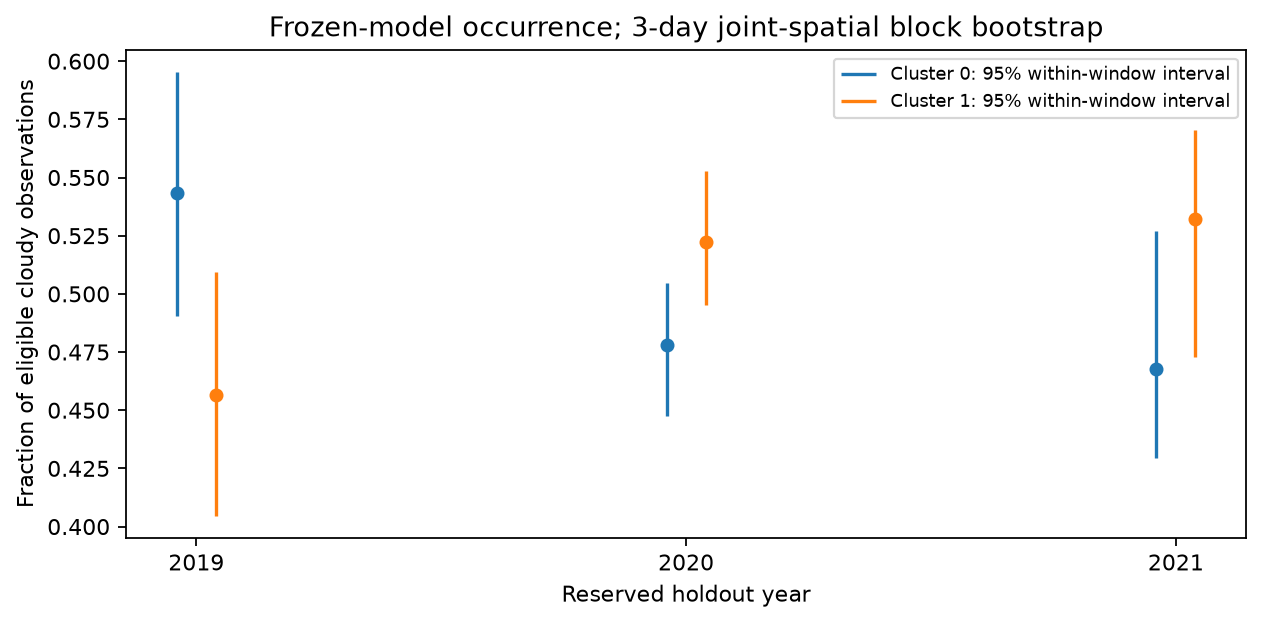 Frozen-model occurrence; 3-day joint-spatial block bootstrap
Cluster 0: 95% within-window interval
Cluster 1: 95% within-window interval
Fraction of eligible cloudy observations
0.600
0.575
0.550
0.525
0.500
0.475
0.450
0.425
0.400
2019
2020
2021
Reserved holdout year